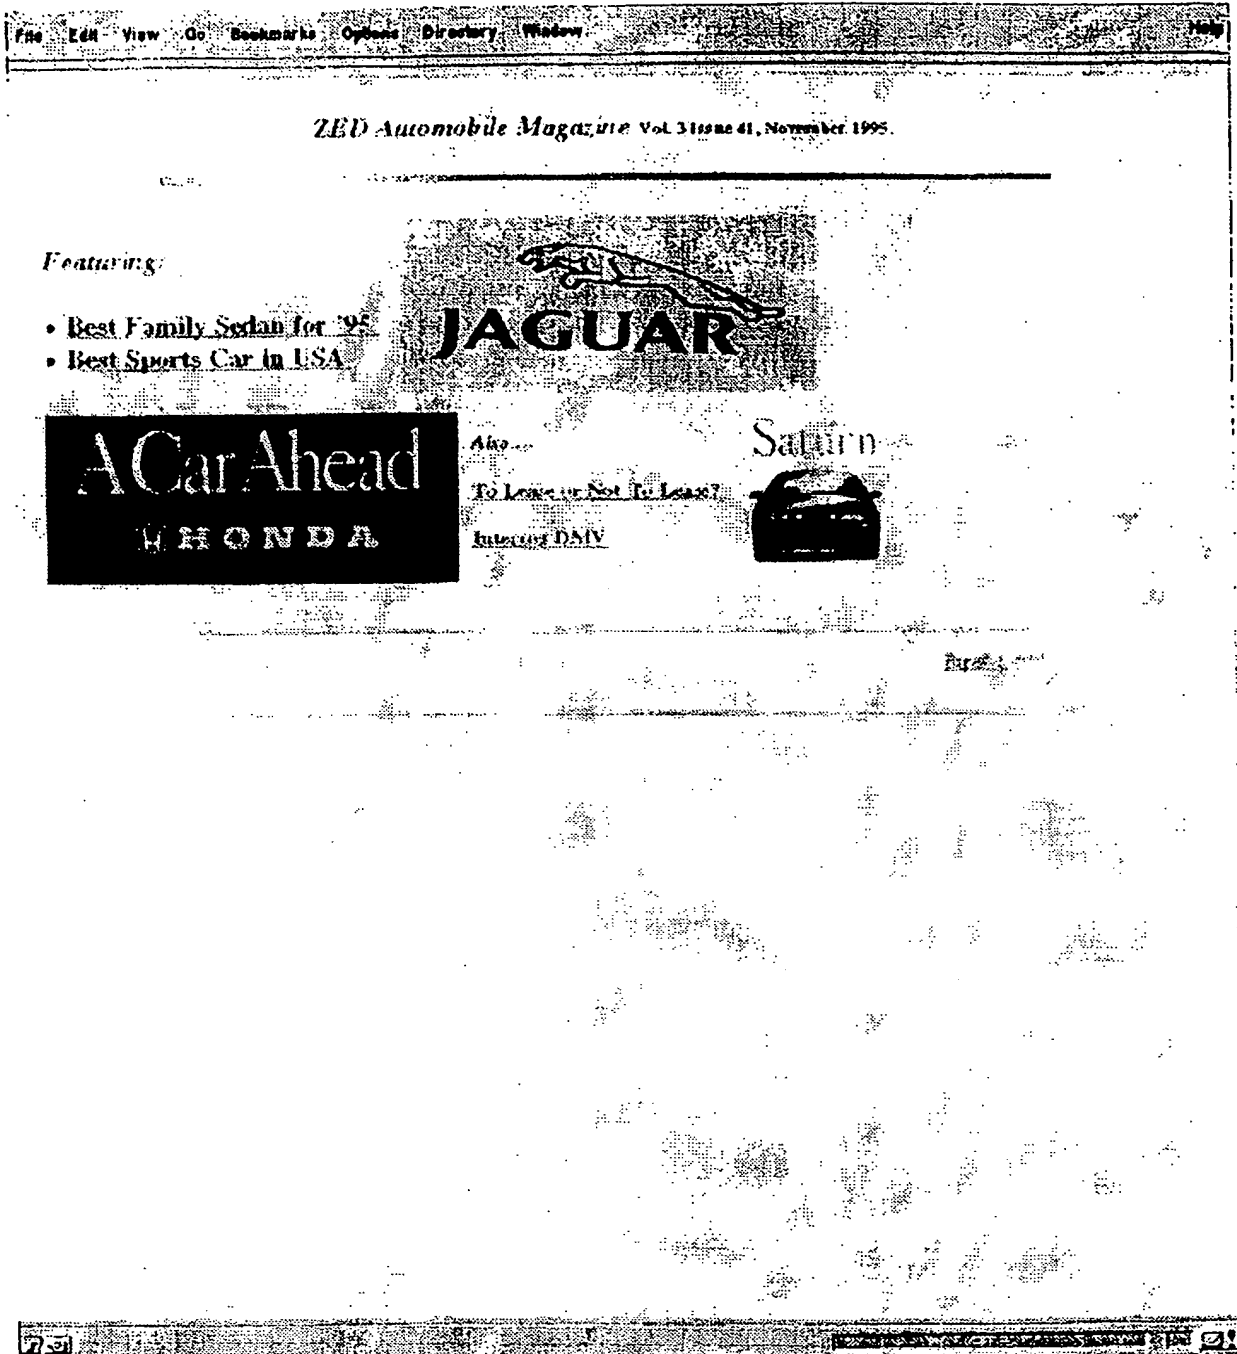 File Edit View Go Bookmarks Options Directory Window Help
ZED Automobile Magazine Vol. 3 Issue 41, November 1995.
Featuring:
• Best Family Sedan for '95
• Best Sports Car in USA
JAGUAR
A Car Ahead
HONDA
Also...
To Lease or Not To Lease?
DMV
Saturn